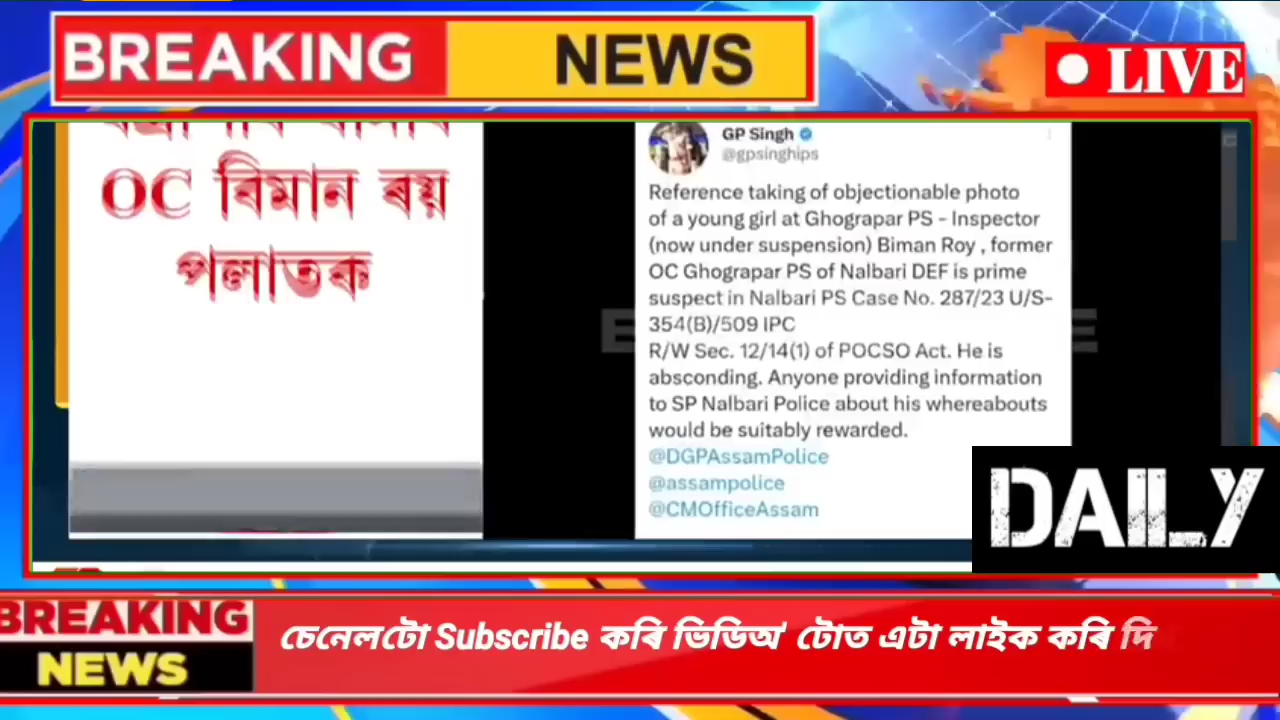 BREAKING NEWS
LIVE
OC বিমান ৰয়
পলাতক
GP Singh
@gpsinghips
Reference taking of objectionable photo
of a young girl at Ghograpar PS - Inspector
(now under suspension) Biman Roy , former
OC Ghograpar PS of Nalbari DEF is prime
suspect in Nalbari PS Case No. 287/23 U/S-
354(B)/509 IPC
R/W Sec. 12/14(1) of POCSO Act. He is
absconding. Anyone providing information
to SP Nalbari Police about his whereabouts
would be suitably rewarded.
@DGPAssamPolice
@assampolice
@CMOfficeAssam
DAILY
BREAKING
NEWS
চেনেলটো Subscribe কৰি ভিডিঅ' টোত এটা লাইক কৰি দি